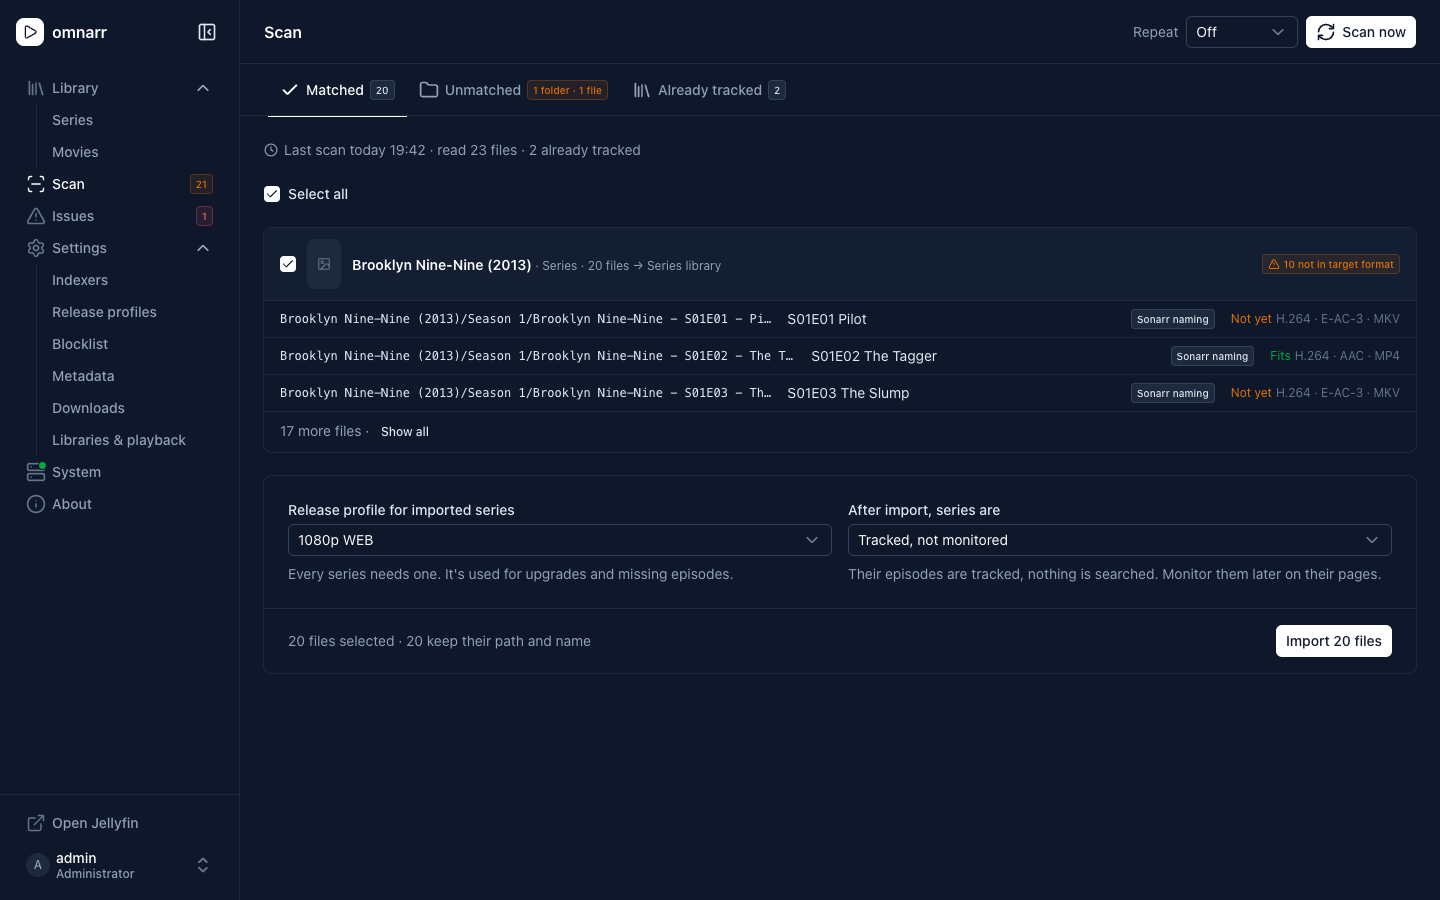 omnarr
Library
Series
Movies
Scan 21
Issues 1
Settings
Indexers
Release profiles
Blocklist
Metadata
Downloads
Libraries & playback
System
About
Open Jellyfin
A admin
Administrator
Scan
Repeat Off Scan now
Matched 20 Unmatched 1 folder · 1 file Already tracked 2
Last scan today 19:42 · read 23 files · 2 already tracked
Select all
Brooklyn Nine-Nine (2013) · Series · 20 files → Series library 10 not in target format
Brooklyn Nine-Nine (2013)/Season 1/Brooklyn Nine-Nine - S01E01 - Pi… S01E01 Pilot Sonarr naming Not yet H.264 · E-AC-3 · MKV
Brooklyn Nine-Nine (2013)/Season 1/Brooklyn Nine-Nine - S01E02 - The T… S01E02 The Tagger Sonarr naming Fits H.264 · AAC · MP4
Brooklyn Nine-Nine (2013)/Season 1/Brooklyn Nine-Nine - S01E03 - Th… S01E03 The Slump Sonarr naming Not yet H.264 · E-AC-3 · MKV
17 more files · Show all
Release profile for imported series
1080p WEB
Every series needs one. It's used for upgrades and missing episodes.
After import, series are
Tracked, not monitored
Their episodes are tracked, nothing is searched. Monitor them later on their pages.
20 files selected · 20 keep their path and name Import 20 files